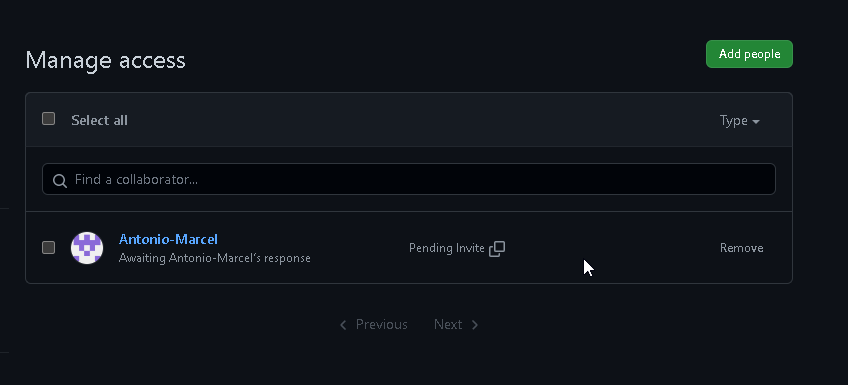 Manage access
Add people
Select all
Type
Find a collaborator...
Antonio-Marcel
Awaiting Antonio-Marcel's response
Pending Invite
Remove
Previous
Next